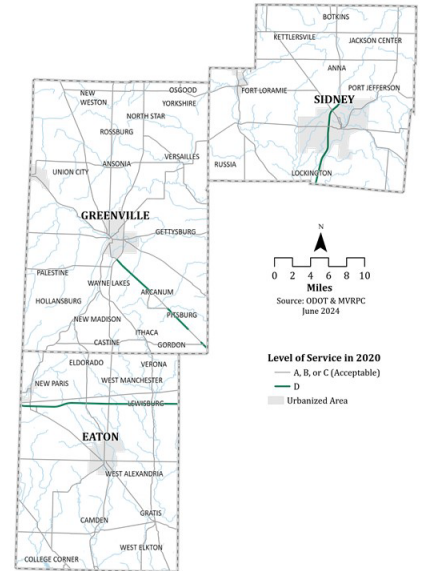 BOTKINS
KETTLERSVILLE
JACKSON CENTER
ANNA
FORT LORAMIE
PORT JEFFERSON
SIDNEY
RUSSIA
LOCKINGTON
NEW
WESTON
OSGOOD
YORKSHIRE
NORTH STAR
ROSSBURG
VERSAILLES
ANSONIA
UNION CITY
GREENVILLE
GETTYSBURG
PALESTINE
WAYNE LAKES
ARCANUM
HOLLANSBURG
PITSBURG
NEW MADISON
ITHACA
CASTINE
GORDON
ELDORADO
VERONA
NEW PARIS
WEST MANCHESTER
LEWISBURG
EATON
WEST ALEXANDRIA
GRATIS
CAMDEN
WEST ELKTON
COLLEGE CORNER
N
0 2 4 6 8 10
Miles
Source: ODOT & MVRPC
June 2024
Level of Service in 2020
A, B, or C (Acceptable)
D
Urbanized Area